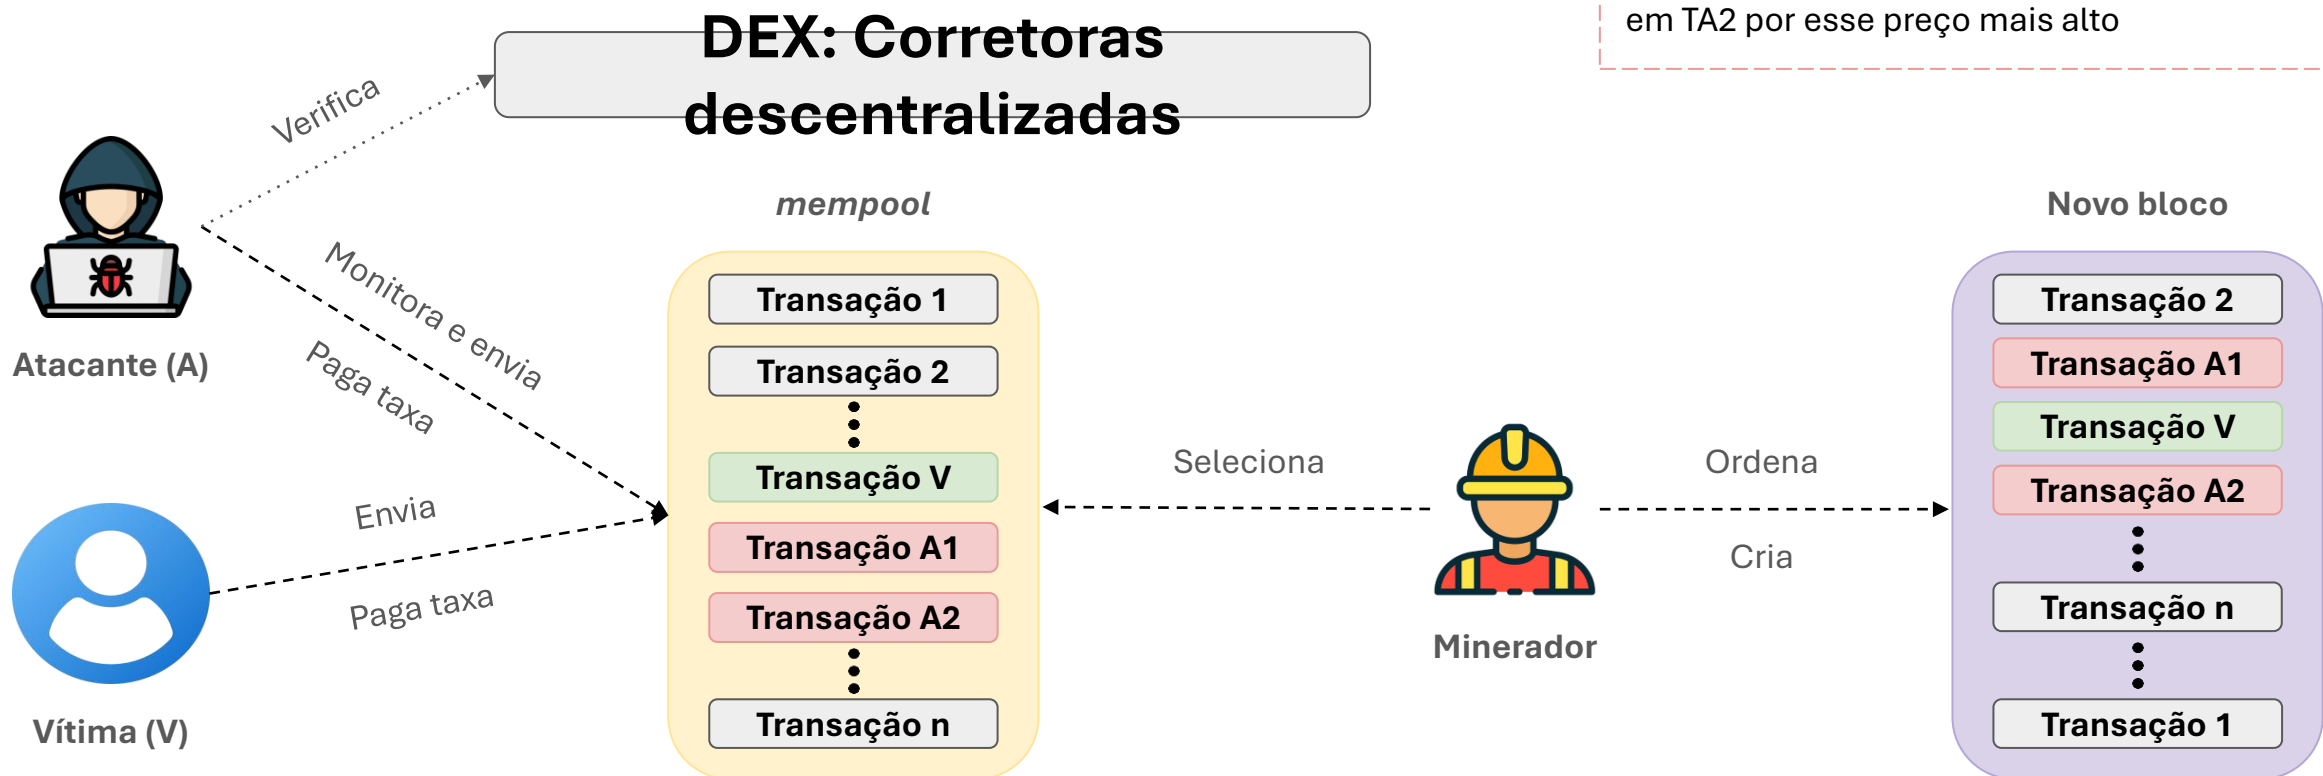 em TA2 por esse preço mais alto
DEX: Corretoras
descentralizadas
Verifica
Atacante (A)
Monitora e envia
Paga taxa
Envia
Paga taxa
Vítima (V)
mempool
Transação 1
Transação 2
Transação V
Transação A1
Transação A2
Transação n
Seleciona
Minerador
Ordena
Cria
Novo bloco
Transação 2
Transação A1
Transação V
Transação A2
Transação n
Transação 1